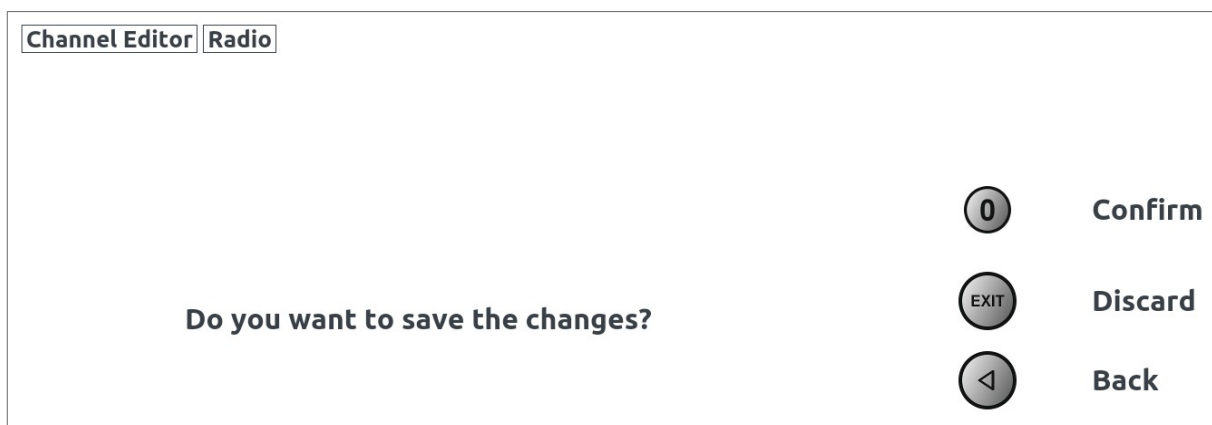 Channel Editor Radio
0 Confirm
EXIT Discard
Do you want to save the changes?
Back